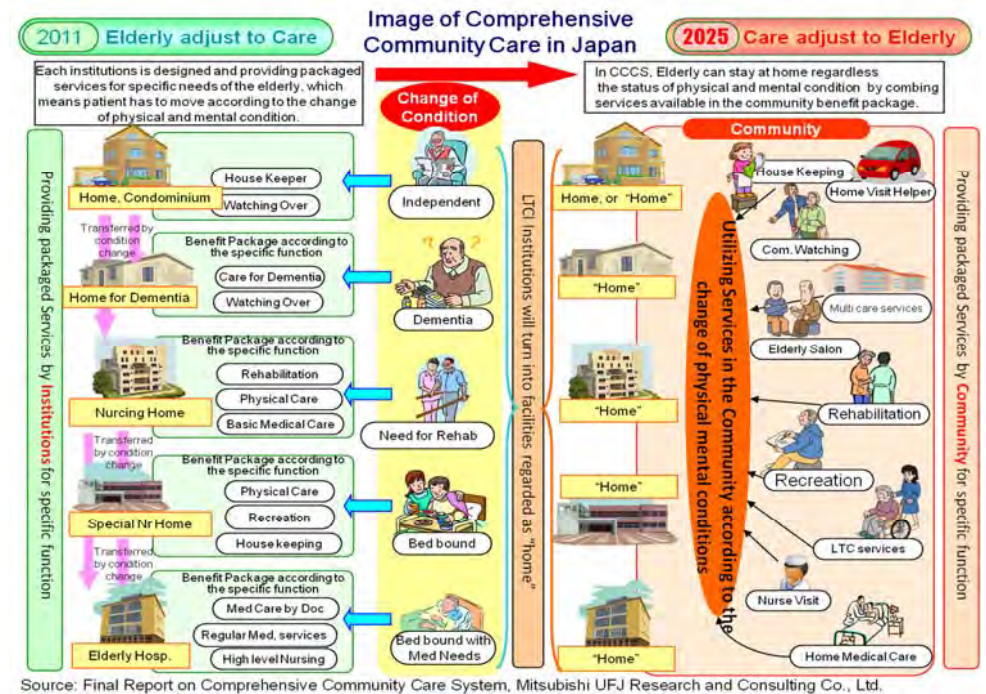 Image of Comprehensive
Community Care in Japan
2011 Elderly adjust to Care
2025 Care adjust to Elderly
Each institutions is designed and providing packaged
services for specific needs of the elderly, which
means patient has to move according to the change
of physical and mental condition.
In CCCS, Elderly can stay at home regardless
the status of physical and mental condition by combing
services available in the community benefit package.
Providing packaged Services by Institutions for specific function
Home, Condominium
House Keeper
Watching Over
Transferred by
condition
change
Home for Dementia
Benefit Package according to
the specific function
Care for Dementia
Watching Over
Nurcing Home
Benefit Package according to
the specific function
Rehabilitation
Physical Care
Basic Medical Care
Transferred
by condition
change
Special Nr Home
Benefit Package according to
the specific function
Physical Care
Recreation
House keeping
Transferred
by condition
change
Elderly Hosp.
Benefit Package according to
the specific function
Med Care by Doc
Regular Med, services
High level Nursing
Change of
Condition
Independent
Dementia
Need for Rehab
Bed bound
Bed bound with
Med Needs
LTCI Institutions will turn into facilities regarded as "home"
Home, or "Home"
"Home"
"Home"
"Home"
"Home"
Community
Utilizing Services in the Community according to the
change of physical mental conditions
House Keeping
Home Visit Helper
Com. Watching
Multi care services
Elderly Salon
Rehabilitation
Recreation
LTC services
Nurse Visit
Home Medical Care
Providing packaged Services by Community for specific function
Source: Final Report on Comprehensive Community Care System, Mitsubishi UFJ Research and Consulting Co., Ltd.